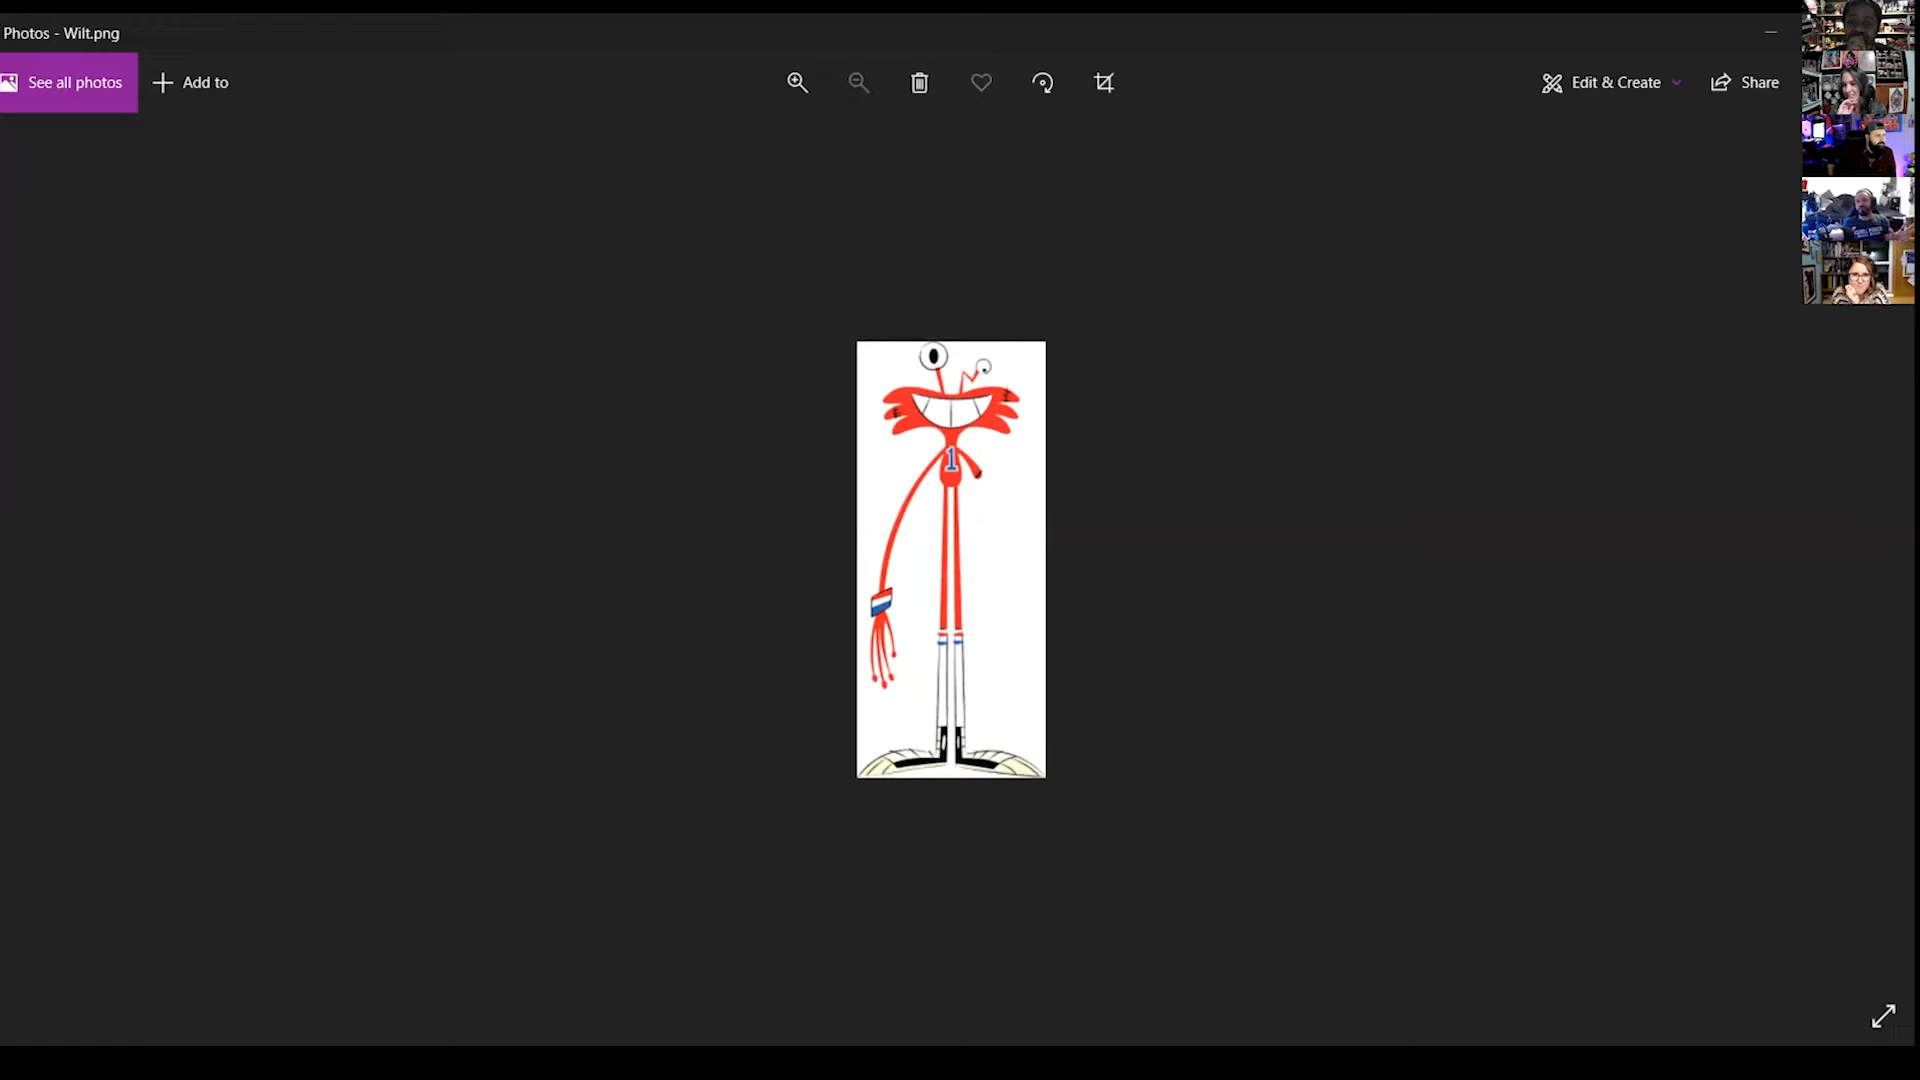 Photos - Wilt.png
See all photos
Add to
Edit & Create
Share
1